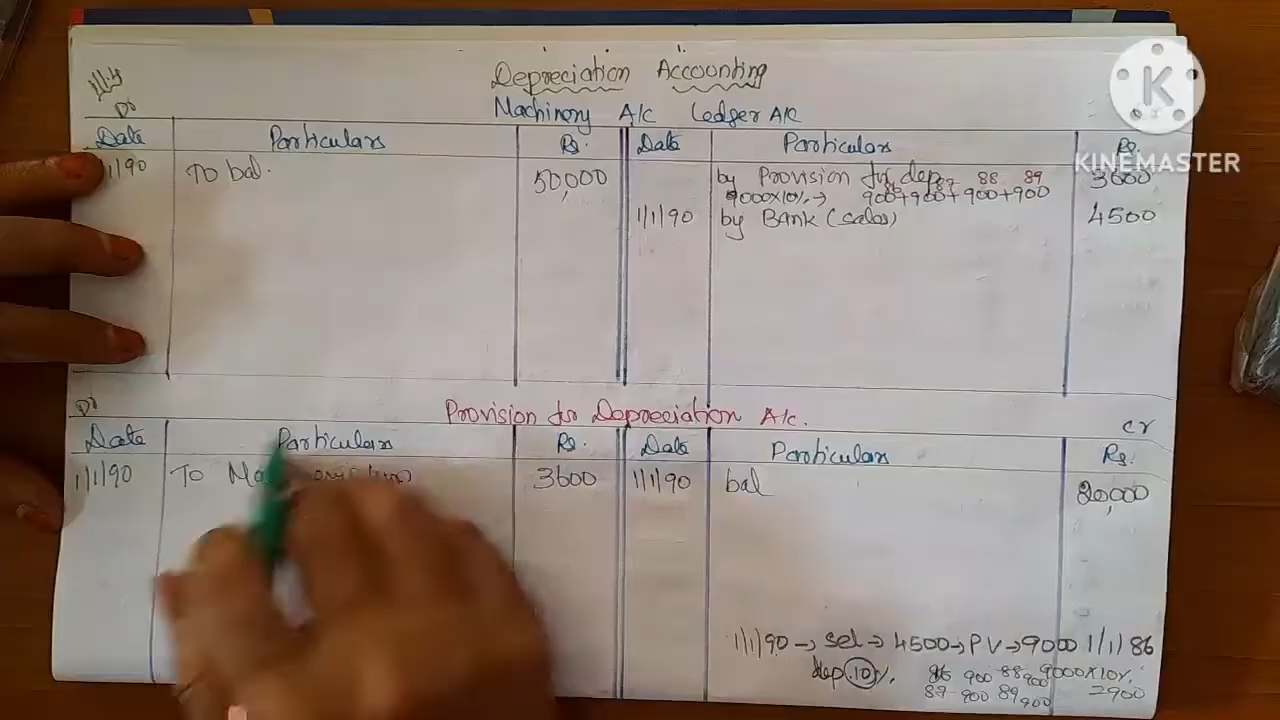 Depreciation Accounting
Machinery A/c Ledger A/c
Dr
Date Particulars Rs. Date Particulars Rs.
1/90 To bal. 50,000 by Provision for dep 3600
87 88 89
9000x10%→ 900+900+900+900
1/1/90 by Bank (sales) 4500
K
KINEMASTER
Provision for Depreciation A/c.
Dr Cr
Date Particulars Rs. Date Particulars Rs.
1/1/90 To 3600 1/1/90 bal 20,000
1/1/90 → sel → 4500 → PV → 9000 1/1/86
dep 10%. 86 900 88 900 9000x10%.
87-900 89 900 =900